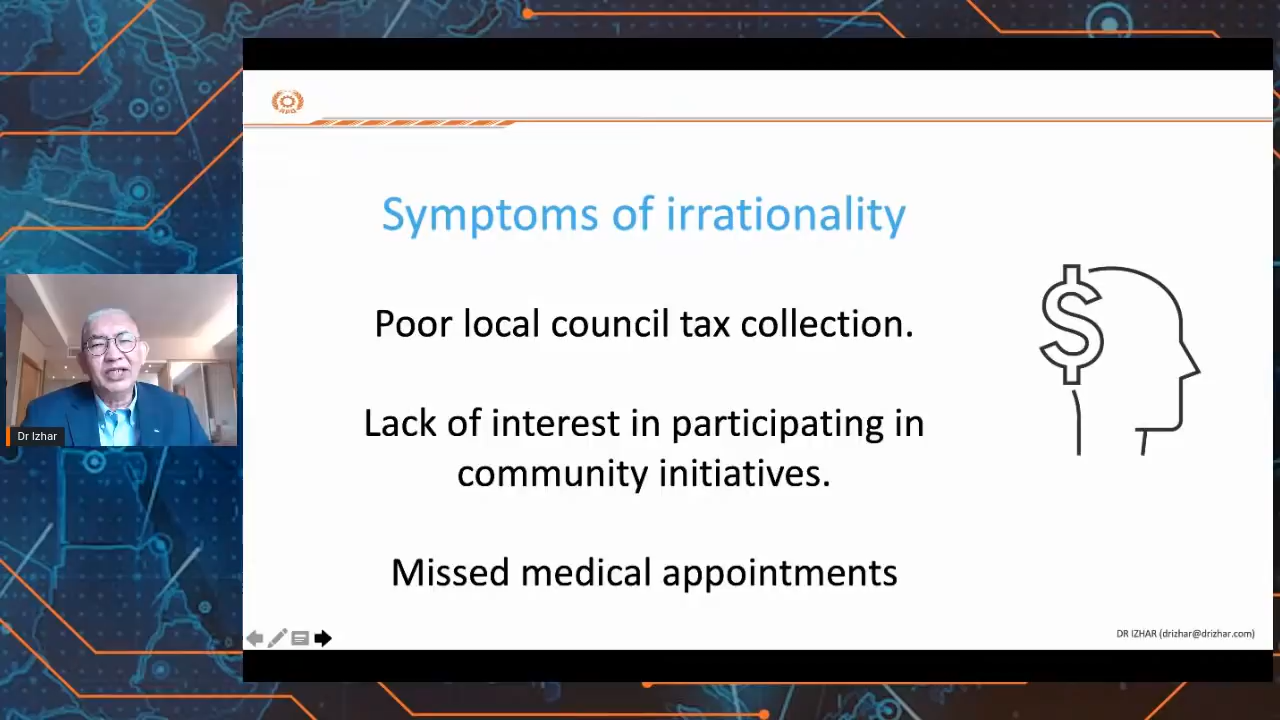 APO
Symptoms of irrationality
Poor local council tax collection.
Lack of interest in participating in
community initiatives.
Missed medical appointments
Dr Izhar
DR IZHAR (drizhar@drizhar.com)